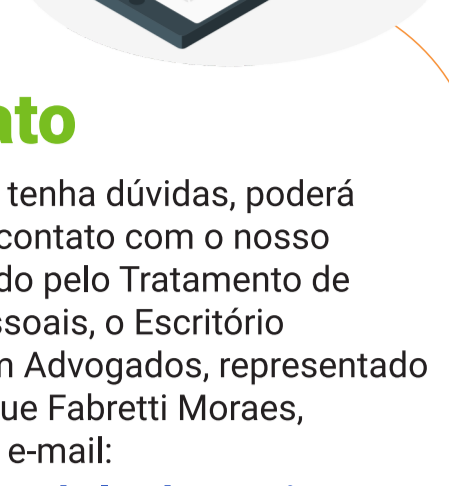 ato
tenha dúvidas, poderá
contato com o nosso
do pelo Tratamento de
ssoais, o Escritório
Advogados, representado
ue Fabretti Moraes,
e-mail: